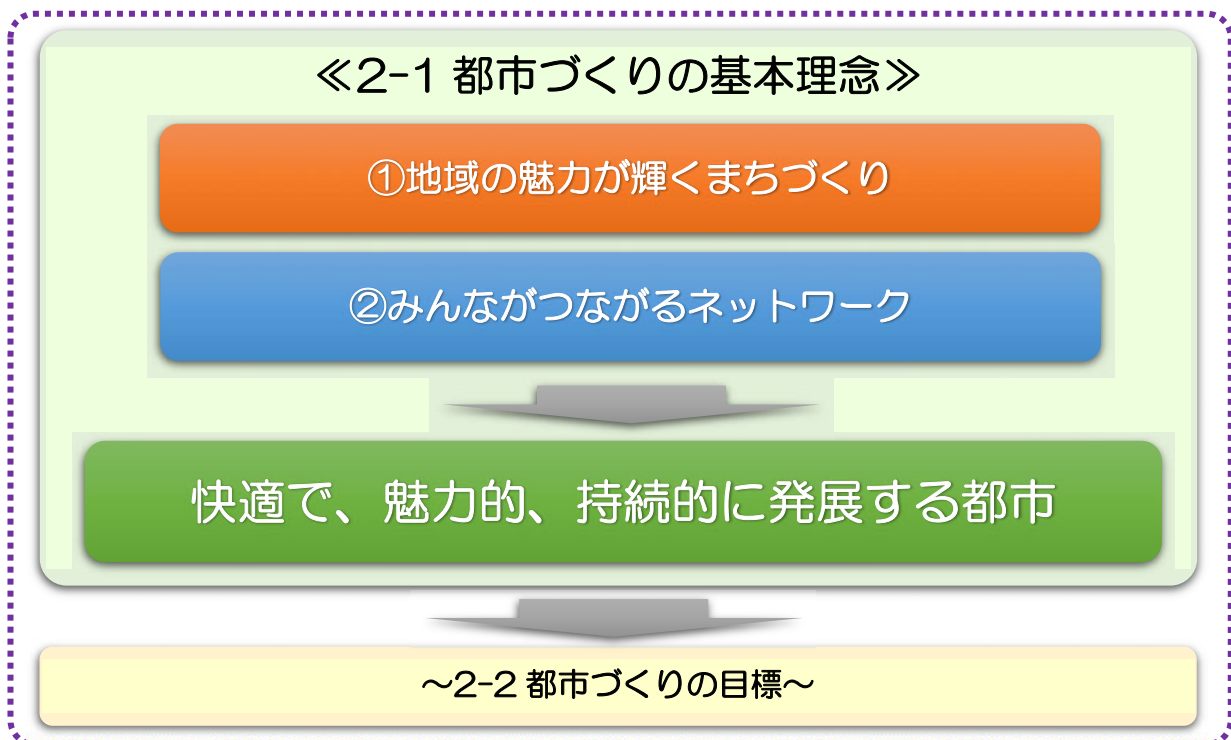 ≪2-1 都市づくりの基本理念≫
①地域の魅力が輝くまちづくり
②みんながつながるネットワーク
快適で、魅力的、持続的に発展する都市
～2-2 都市づくりの目標～